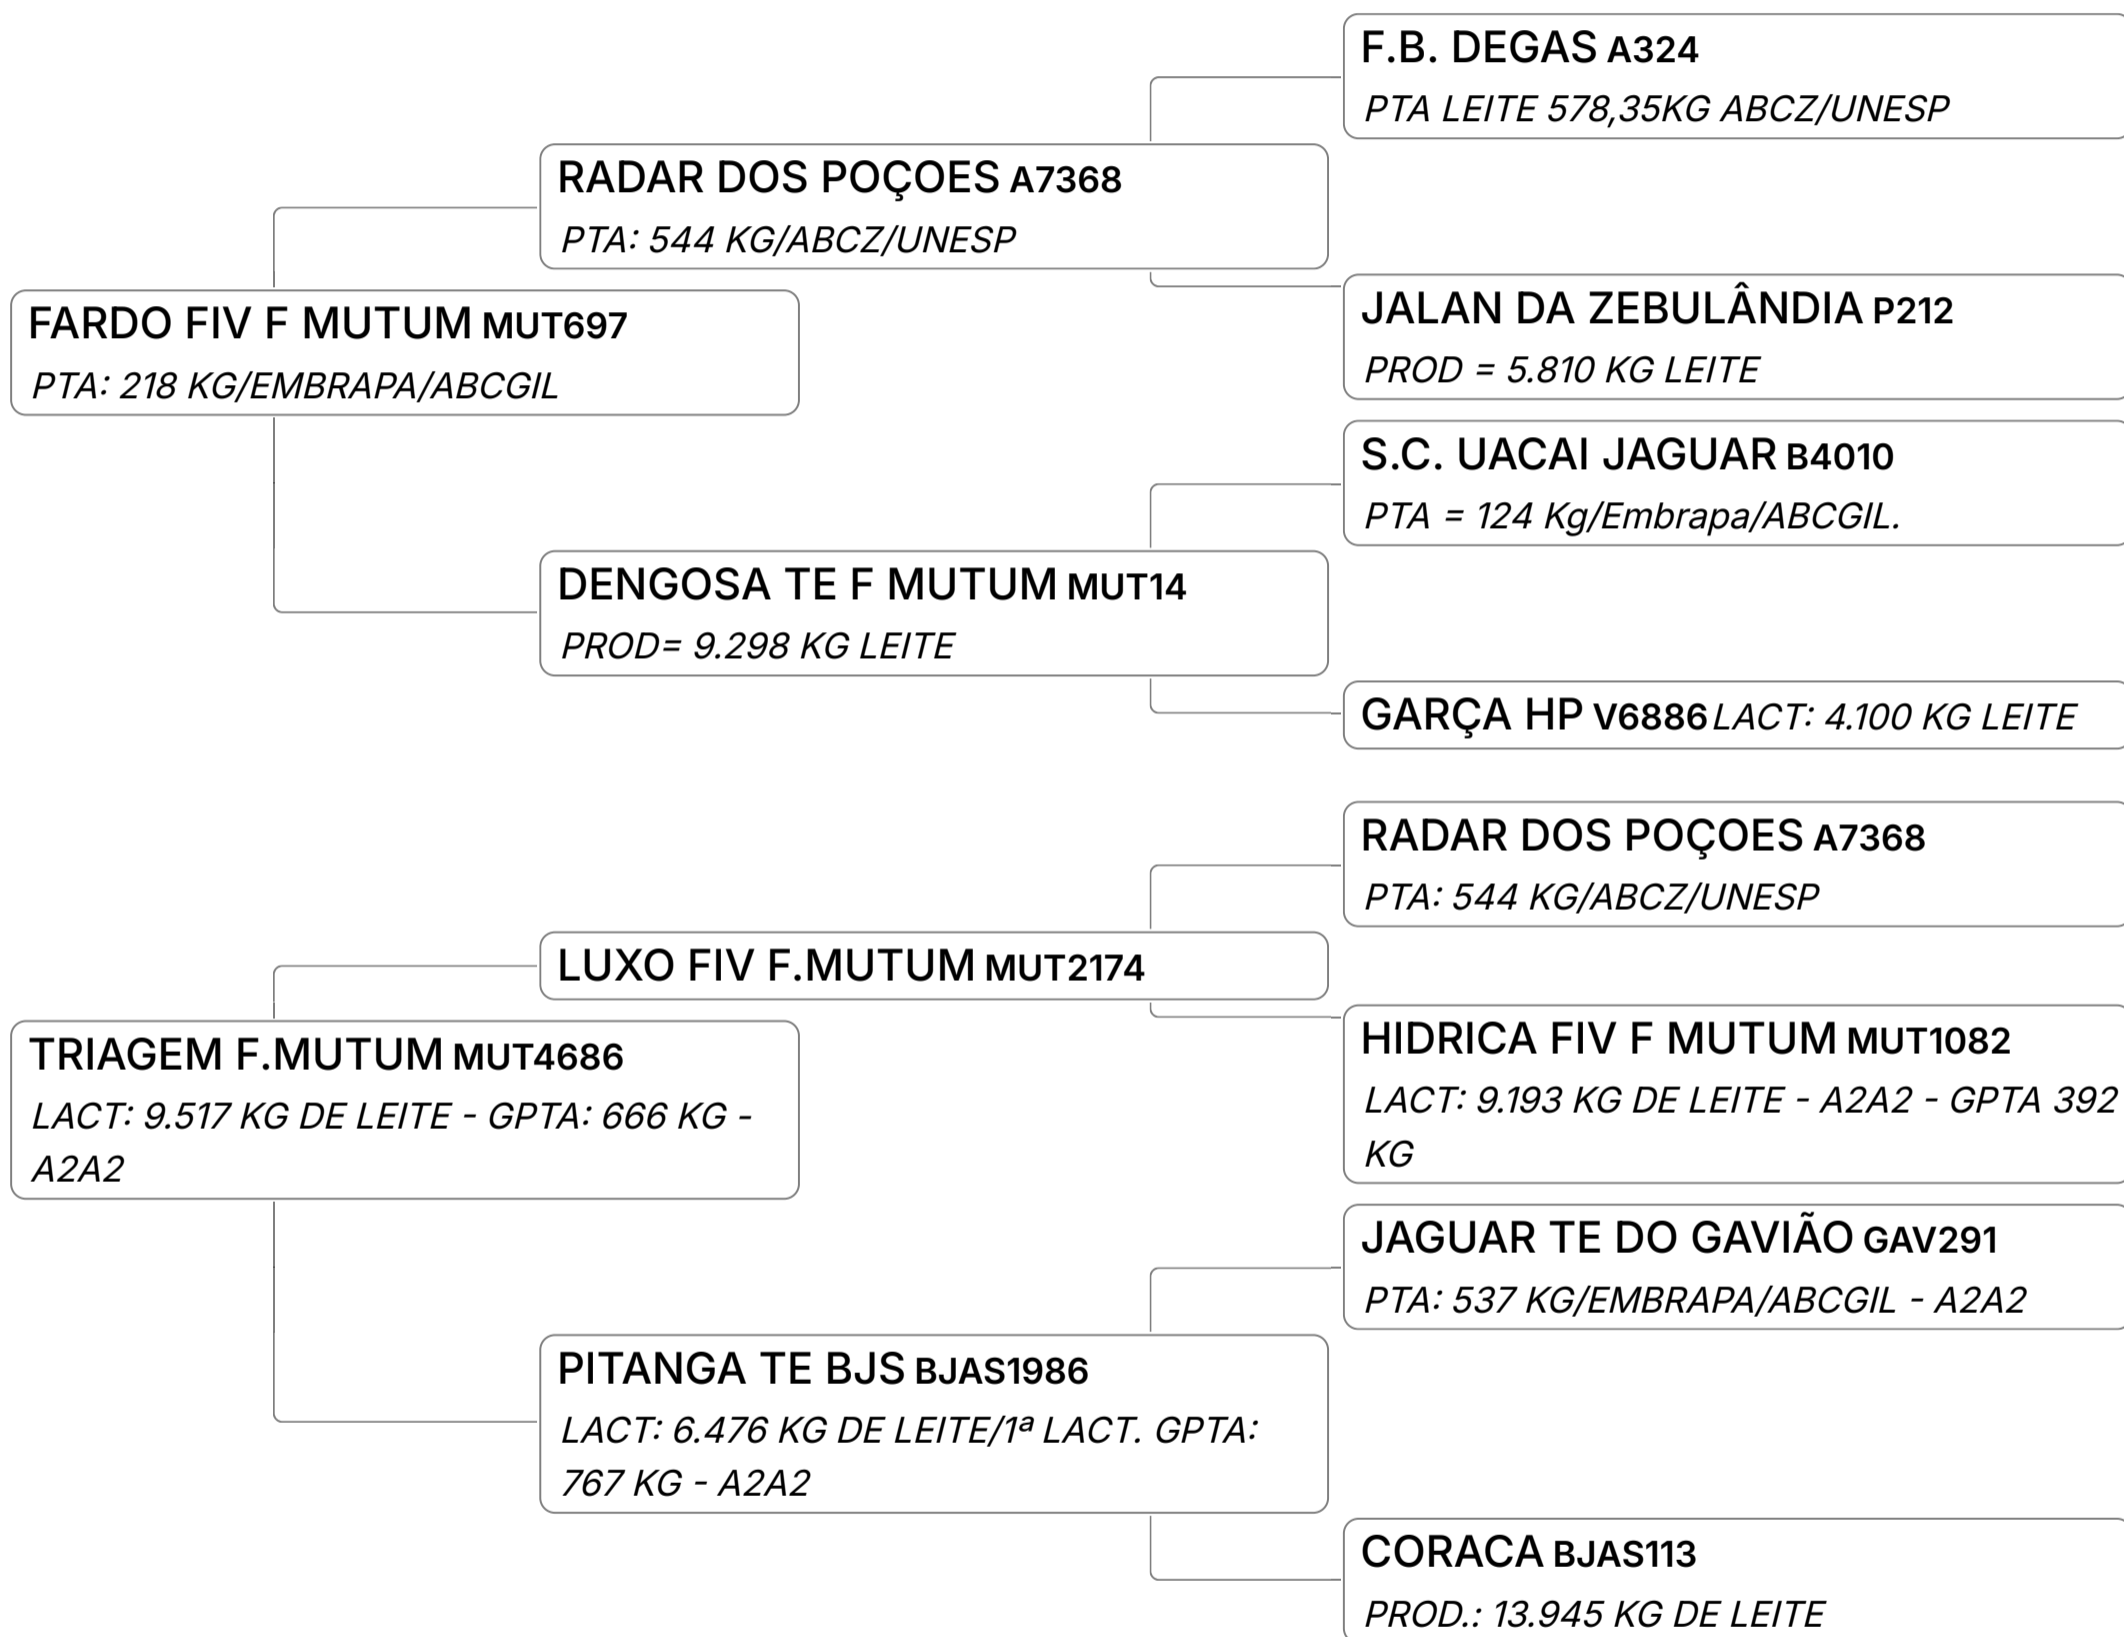 F.B. DEGAS A324
PTA LEITE 578,35KG ABCZ/UNESP
RADAR DOS POÇOES A7368
PTA: 544 KG/ABCZ/UNESP
JALAN DA ZEBULÂNDIA P212
PROD = 5.810 KG LEITE
FARDO FIV F MUTUM MUT697
PTA: 218 KG/EMBRAPA/ABCGIL
S.C. UACAI JAGUAR B4010
PTA = 124 Kg/Embrapa/ABCGIL.
DENGOSA TE F MUTUM MUT14
PROD= 9.298 KG LEITE
GARÇA HP V6886 LACT: 4.100 KG LEITE
RADAR DOS POÇOES A7368
PTA: 544 KG/ABCZ/UNESP
LUXO FIV F.MUTUM MUT2174
HIDRICA FIV F MUTUM MUT1082
LACT: 9.193 KG DE LEITE - A2A2 - GPTA 392
KG
TRIAGEM F.MUTUM MUT4686
LACT: 9.517 KG DE LEITE - GPTA: 666 KG -
A2A2
JAGUAR TE DO GAVIÃO GAV291
PTA: 537 KG/EMBRAPA/ABCGIL - A2A2
PITANGA TE BJS BJAS1986
LACT: 6.476 KG DE LEITE/1ª LACT. GPTA:
767 KG - A2A2
CORACA BJAS113
PROD.: 13.945 KG DE LEITE